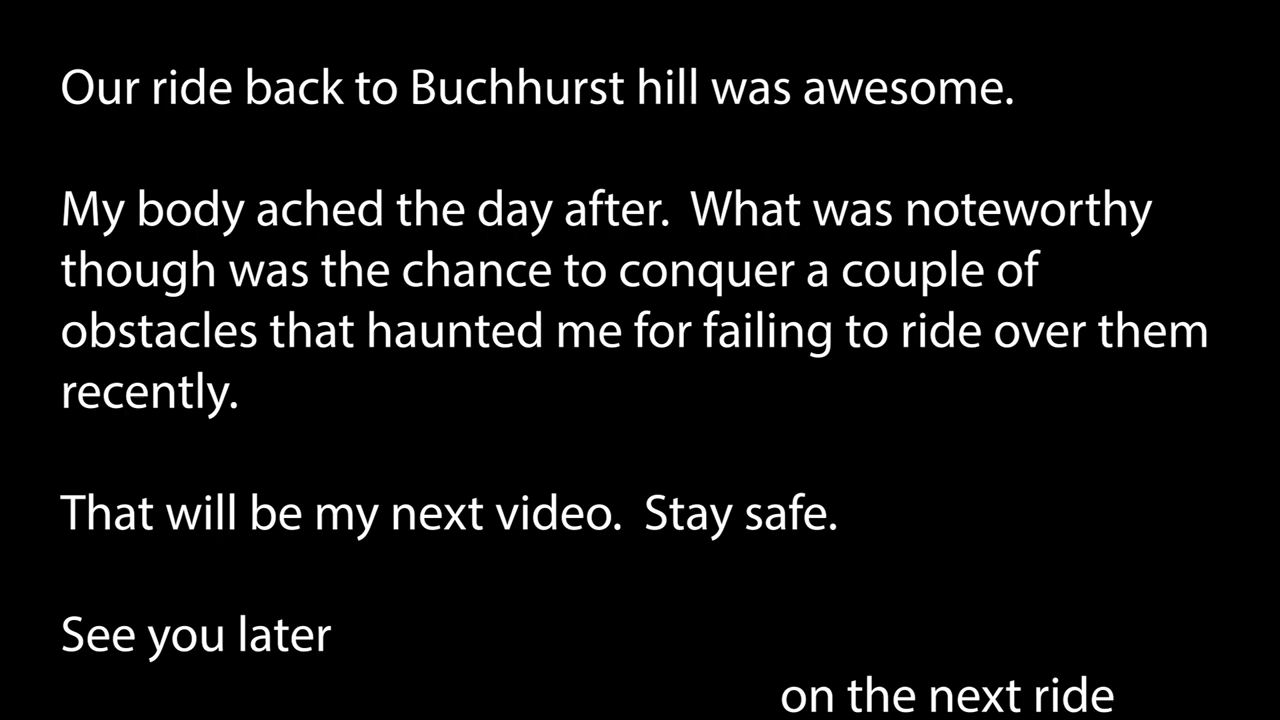 Our ride back to Buchhurst hill was awesome.
My body ached the day after.  What was noteworthy
though was the chance to conquer a couple of
obstacles that haunted me for failing to ride over them
recently.
That will be my next video.  Stay safe.
See you later
on the next ride